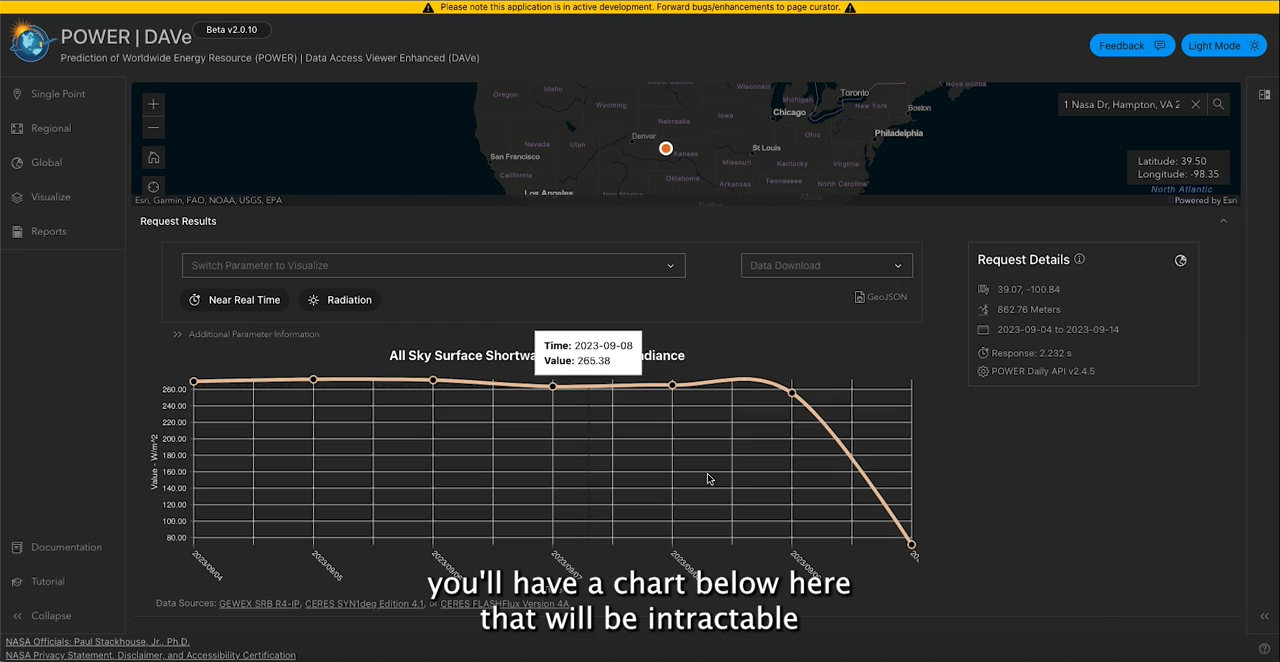 Please note this application is in active development. Forward bugs/enhancements to page curator.
POWER | DAVe
Beta v2.0.10
Prediction of Worldwide Energy Resource (POWER) | Data Access Viewer Enhanced (DAVe)
Feedback
Light Mode
Single Point
Regional
Global
Visualize
Reports
Documentation
Tutorial
Collapse
Oregon
Idaho
Wyoming
Wisconsin
Michigan
Toronto
Nova Scotia
Chicago
New York
Boston
Nebraska
Iowa
Nevada
Utah
Denver
Kansas
St Louis
Ohio
Philadelphia
San Francisco
Missouri
Kentucky
Virginia
California
Oklahoma
Arkansas
Tennessee
North Carolina
Los Angeles
New Mexico
Dallas
1 Nasa Dr, Hampton, VA 2
Latitude: 39.50
Longitude: -98.35
North Atlantic
Esri, Garmin, FAO, NOAA, USGS, EPA
Powered by Esri
Request Results
Switch Parameter to Visualize
Data Download
Near Real Time
Radiation
GeoJSON
Additional Parameter Information
Request Details
39.07, -100.84
862.76 Meters
2023-09-04 to 2023-09-14
Response: 2.232 s
POWER Daily API v2.4.5
All Sky Surface Shortwa
diance
Time: 2023-09-08
Value: 265.38
Value - W/m^2
260.00
240.00
220.00
200.00
180.00
160.00
140.00
120.00
100.00
80.00
2023/09/04
2023/09/05
2023/09/07
Data Sources: GEWEX SRB R4-IP, CERES SYN1deg Edition 4.1, or CERES FLASHFlux Version 4A
you'll have a chart below here
that will be intractable
NASA Officials: Paul Stackhouse, Jr., Ph.D.
NASA Privacy Statement, Disclaimer, and Accessibility Certification